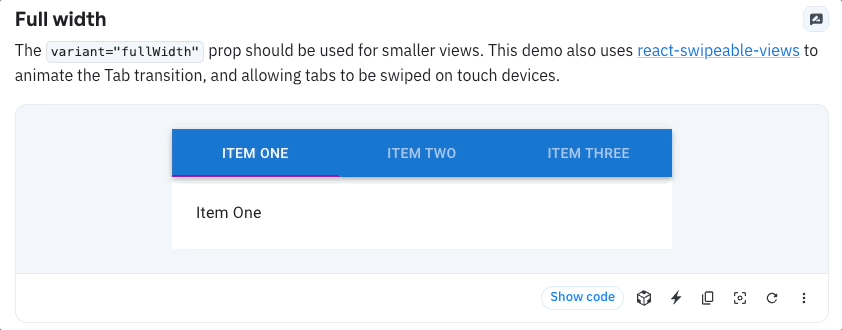 Full width
The variant="fullWidth" prop should be used for smaller views. This demo also uses react-swipeable-views to
animate the Tab transition, and allowing tabs to be swiped on touch devices.
ITEM ONE ITEM TWO ITEM THREE
Item One
Show code